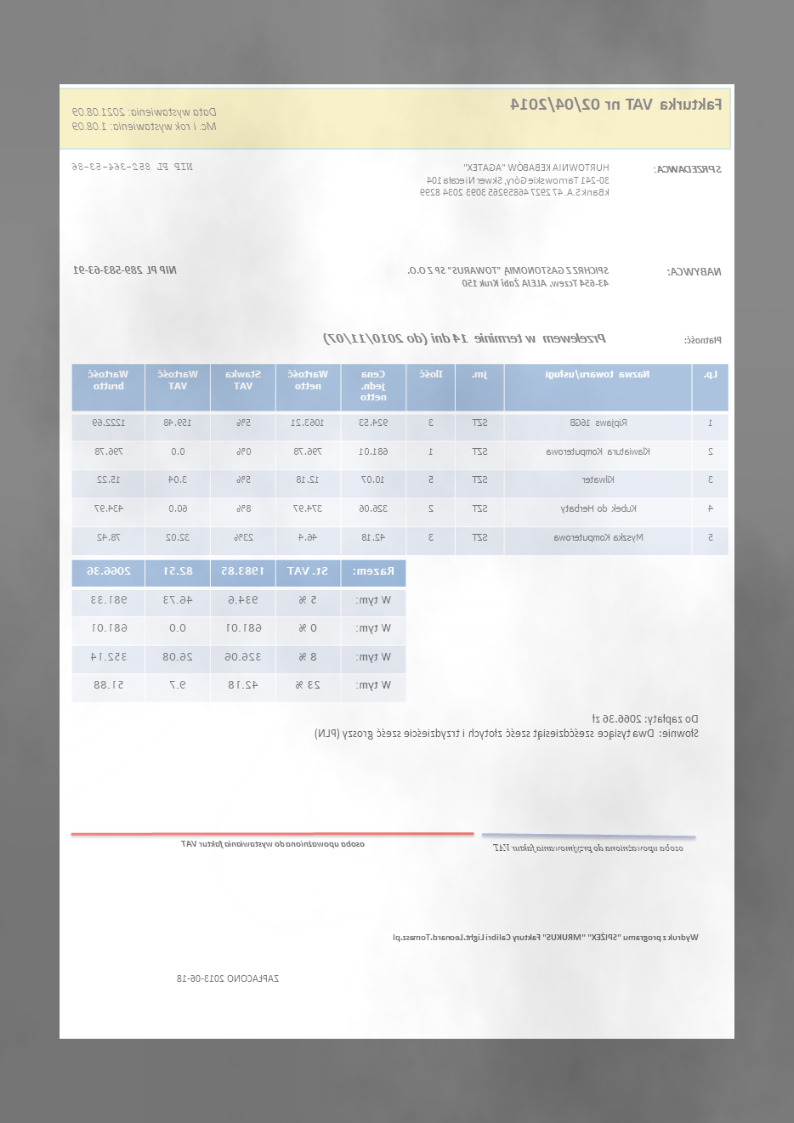 Fakturka VAT nr 02/04/2014
Data wystawienia: 2021.08.09
Mc. i rok wystawienia: 1.08.09
SPRZEDAWCA:
HURTOWNIA KEBABÓW "AGATEX"
30-241 Tarnowskie Góry, Skwer Nieczła 104
kBank S.A. 47 2927 4685 9265 3093 2034 8299
NIP PL 852-364-53-86
NABYWCA:
SPICHRZ Z GASTONOMIĄ "TOWARUS" SP Z O.O.
43-654 Tczew, ALEJA Żabi Kruk 150
NIP PL 289-583-63-91
Płatność: Przelewem w terminie 14 dni (do 2010/11/07)
Lp. Nazwa towaru/usługi jm. Ilość Cena jedn. netto Wartość netto Stawka VAT Wartość VAT Wartość brutto
1 Ripjaws 16GB SZT 3 924.53 1063.21 5% 159.48 1222.69
2 Klawiatura Komputerowa SZT 1 681.01 796.78 0% 0.0 796.78
3 Kilwater SZT 5 10.07 12.18 5% 3.04 15.22
4 Kubek do Herbaty SZT 2 326.06 374.97 8% 60.0 434.97
5 Myszka Komputerowa SZT 3 42.18 46.4 23% 32.02 78.42
Razem: St. VAT 1983.85 82.51 2066.36
W tym: 5 % 934.6 46.73 981.33
W tym: 0 % 681.01 0.0 681.01
W tym: 8 % 326.06 26.08 352.14
W tym: 23 % 42.18 9.7 51.88
Do zapłaty: 2066.36 zł
Słownie: Dwa tysiące sześćdziesiąt sześć złotych i trzydzieście sześć groszy (PLN)
osoba upoważniona do przyjmowania faktur VAT
osoba upoważniona do wystawiania faktur VAT
Wydruk z programu "SPIŻEX" "MRUKUS" Faktury Calibri Light.Leonard.Tomasz.pl
ZAPŁACONO 2013-06-18